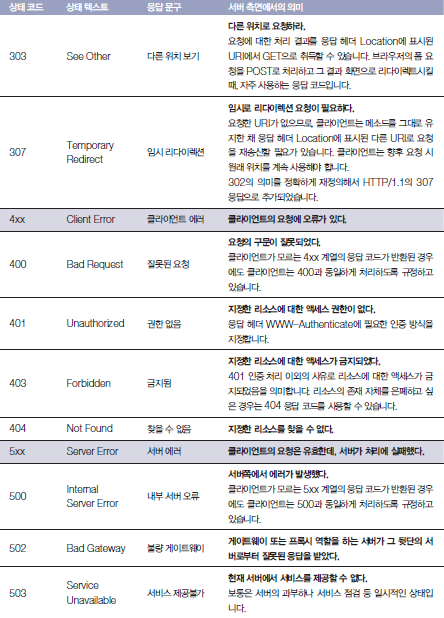 상태 코드 상태 텍스트 응답 문구 서버 측면에서의 의미
다른 위치로 요청하라.
요청에 대한 처리 결과를 응답 헤더 Location에 표시된
303 See Other 다른 위치 보기 URI에서 GET으로 취득할 수 있습니다. 브라우저의 폼 요
청을 POST로 처리하고 그 결과 화면으로 리다이렉트시킬
때, 자주 사용하는 응답 코드입니다.
임시로 리다이렉션 요청이 필요하다.
요청한 URI가 없으므로, 클라이언트는 메소드를 그대로 유
지한 채 응답 헤더 Location에 표시된 다른 URI로 요청
307 Temporary Redirect 임시 리다이렉션 을 재송신할 필요가 있습니다. 클라이언트는 향후 요청 시
원래 위치를 계속 사용해야 합니다.
302의 의미를 정확하게 재정의해서 HTTP/1.1의 307
응답으로 추가되었습니다.
4xx Client Error 클라이언트 에러 클라이언트의 요청에 오류가 있다.
요청의 구문이 잘못되었다.
400 Bad Request 잘못된 요청 클라이언트가 모르는 4xx 계열의 응답 코드가 반환된 경우
에도 클라이언트는 400과 동일하게 처리하도록 규정하고
있습니다.
지정한 리소스에 대한 액세스 권한이 없다.
401 Unauthorized 권한 없음 응답 헤더 WWW-Authenticate에 필요한 인증 방식을
지정합니다.
지정한 리소스에 대한 액세스가 금지되었다.
403 Forbidden 금지됨 401 인증 처리 이외의 사유로 리소스에 대한 액세스가 금
지되었음을 의미합니다. 리소스의 존재 자체를 은폐하고 싶
은 경우는 404 응답 코드를 사용할 수 있습니다.
404 Not Found 찾을 수 없음 지정한 리소스를 찾을 수 없다.
5xx Server Error 서버 에러 클라이언트의 요청은 유효한데, 서버가 처리에 실패했다.
서버쪽에서 에러가 발생했다.
500 Internal Server Error 내부 서버 오류 클라이언트가 모르는 5xx 계열의 응답 코드가 반환된 경우
에도 클라이언트는 500과 동일하게 처리하도록 규정하고
있습니다.
502 Bad Gateway 불량 게이트웨이 게이트웨이 또는 프록시 역할을 하는 서버가 그 뒷단의 서
버로부터 잘못된 응답을 받았다.
현재 서버에서 서비스를 제공할 수 없다.
503 Service Unavailable 서비스 제공불가 보통은 서버의 과부하나 서비스 점검 등 일시적인 상태입
니다.